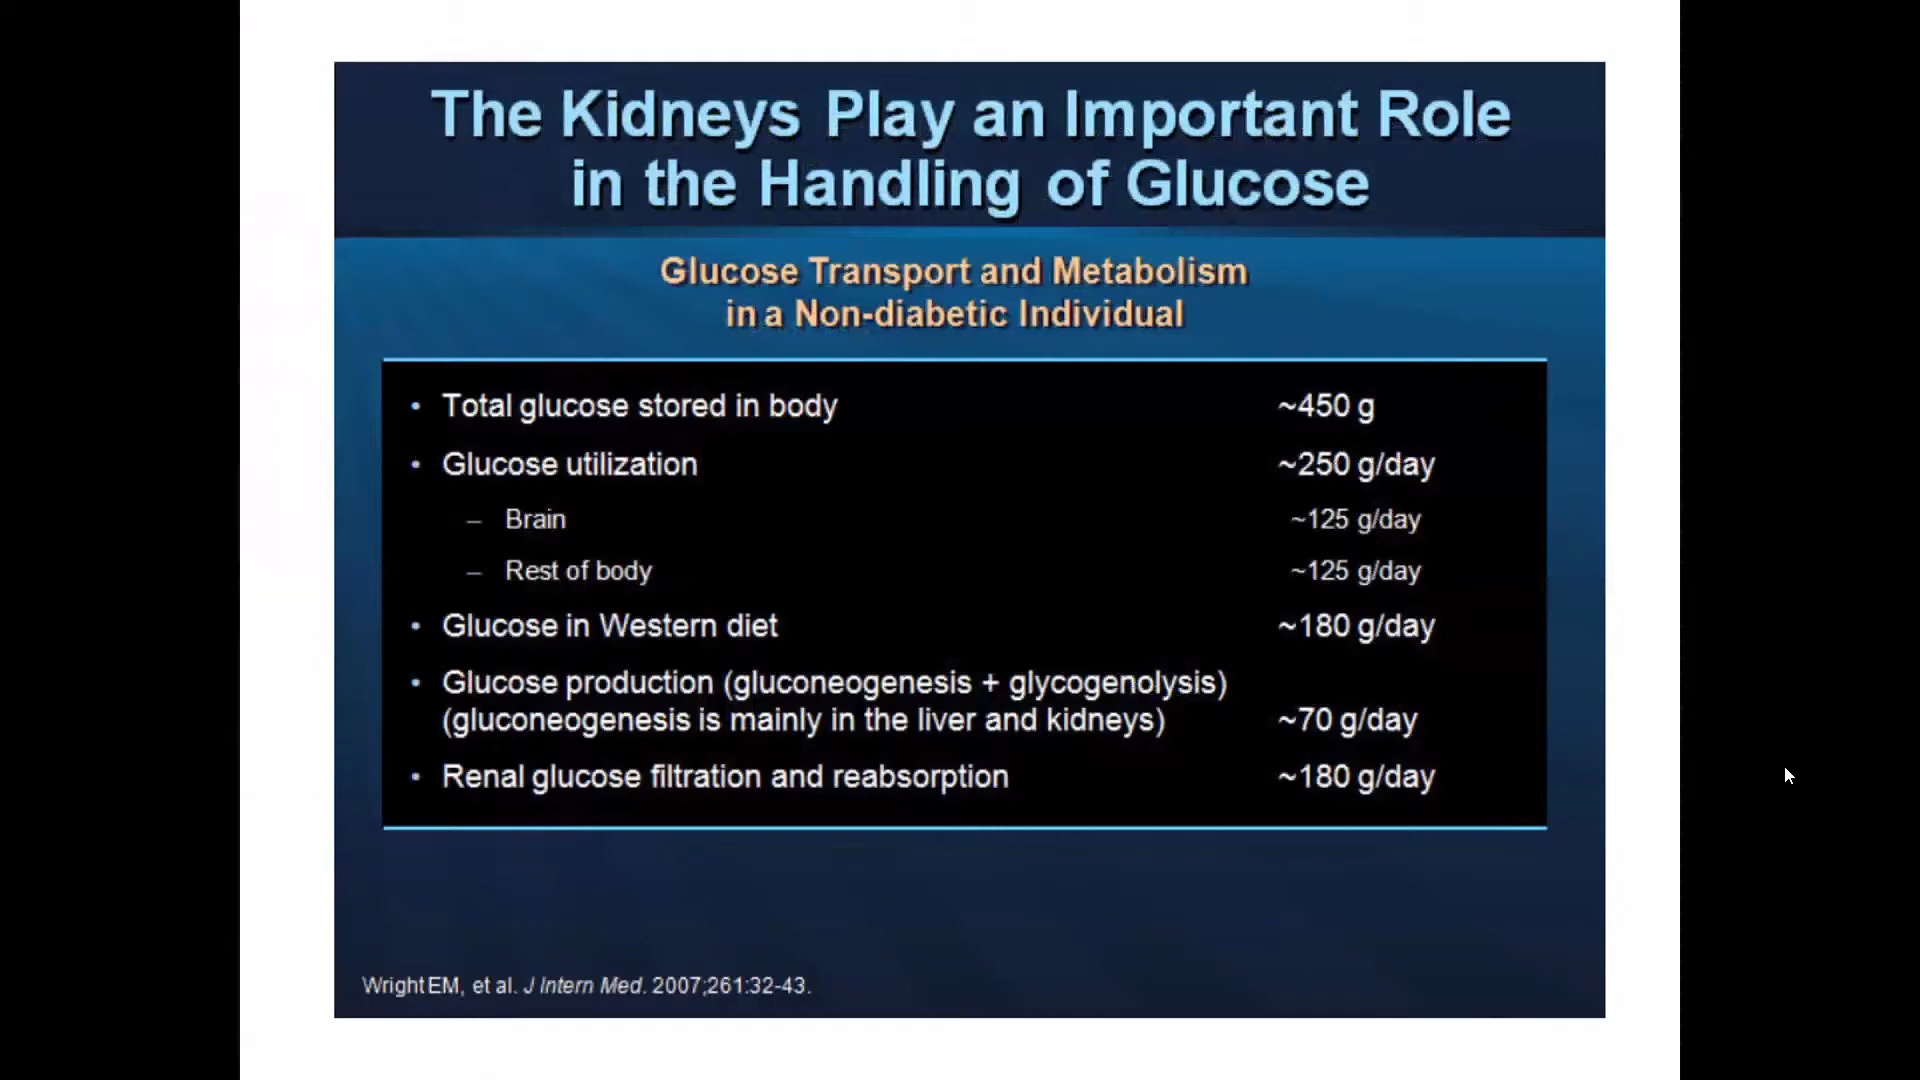 The Kidneys Play an Important Role
in the Handling of Glucose
Glucose Transport and Metabolism
in a Non-diabetic Individual
• Total glucose stored in body ~450 g
• Glucose utilization ~250 g/day
– Brain ~125 g/day
– Rest of body ~125 g/day
• Glucose in Western diet ~180 g/day
• Glucose production (gluconeogenesis + glycogenolysis)
(gluconeogenesis is mainly in the liver and kidneys) ~70 g/day
• Renal glucose filtration and reabsorption ~180 g/day
Wright EM, et al. J Intern Med. 2007;261:32-43.